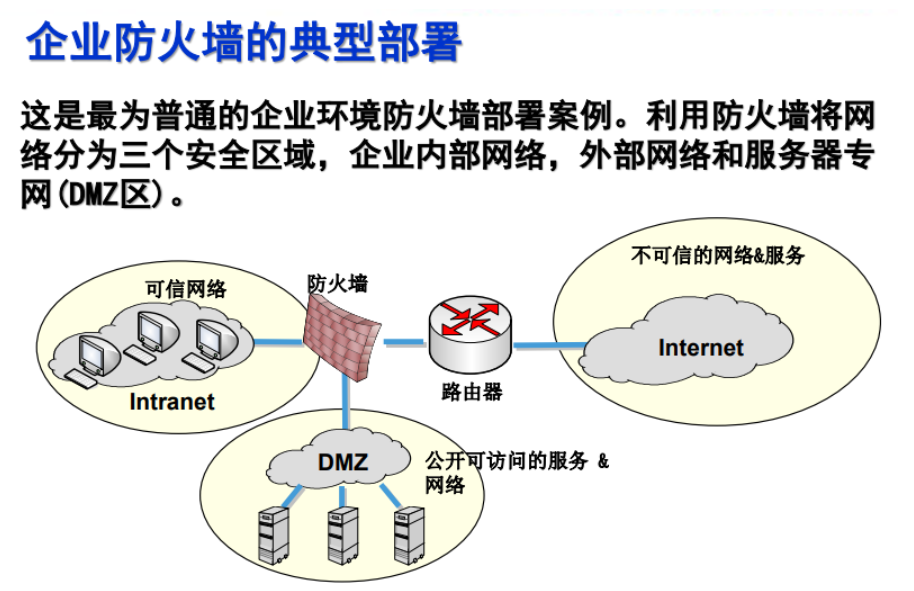 企业防火墙的典型部署
这是最为普通的企业环境防火墙部署案例。利用防火墙将网
络分为三个安全区域，企业内部网络，外部网络和服务器专
网(DMZ区)。
不可信的网络&服务
可信网络
防火墙
Internet
路由器
Intranet
DMZ
公开可访问的服务 &
网络